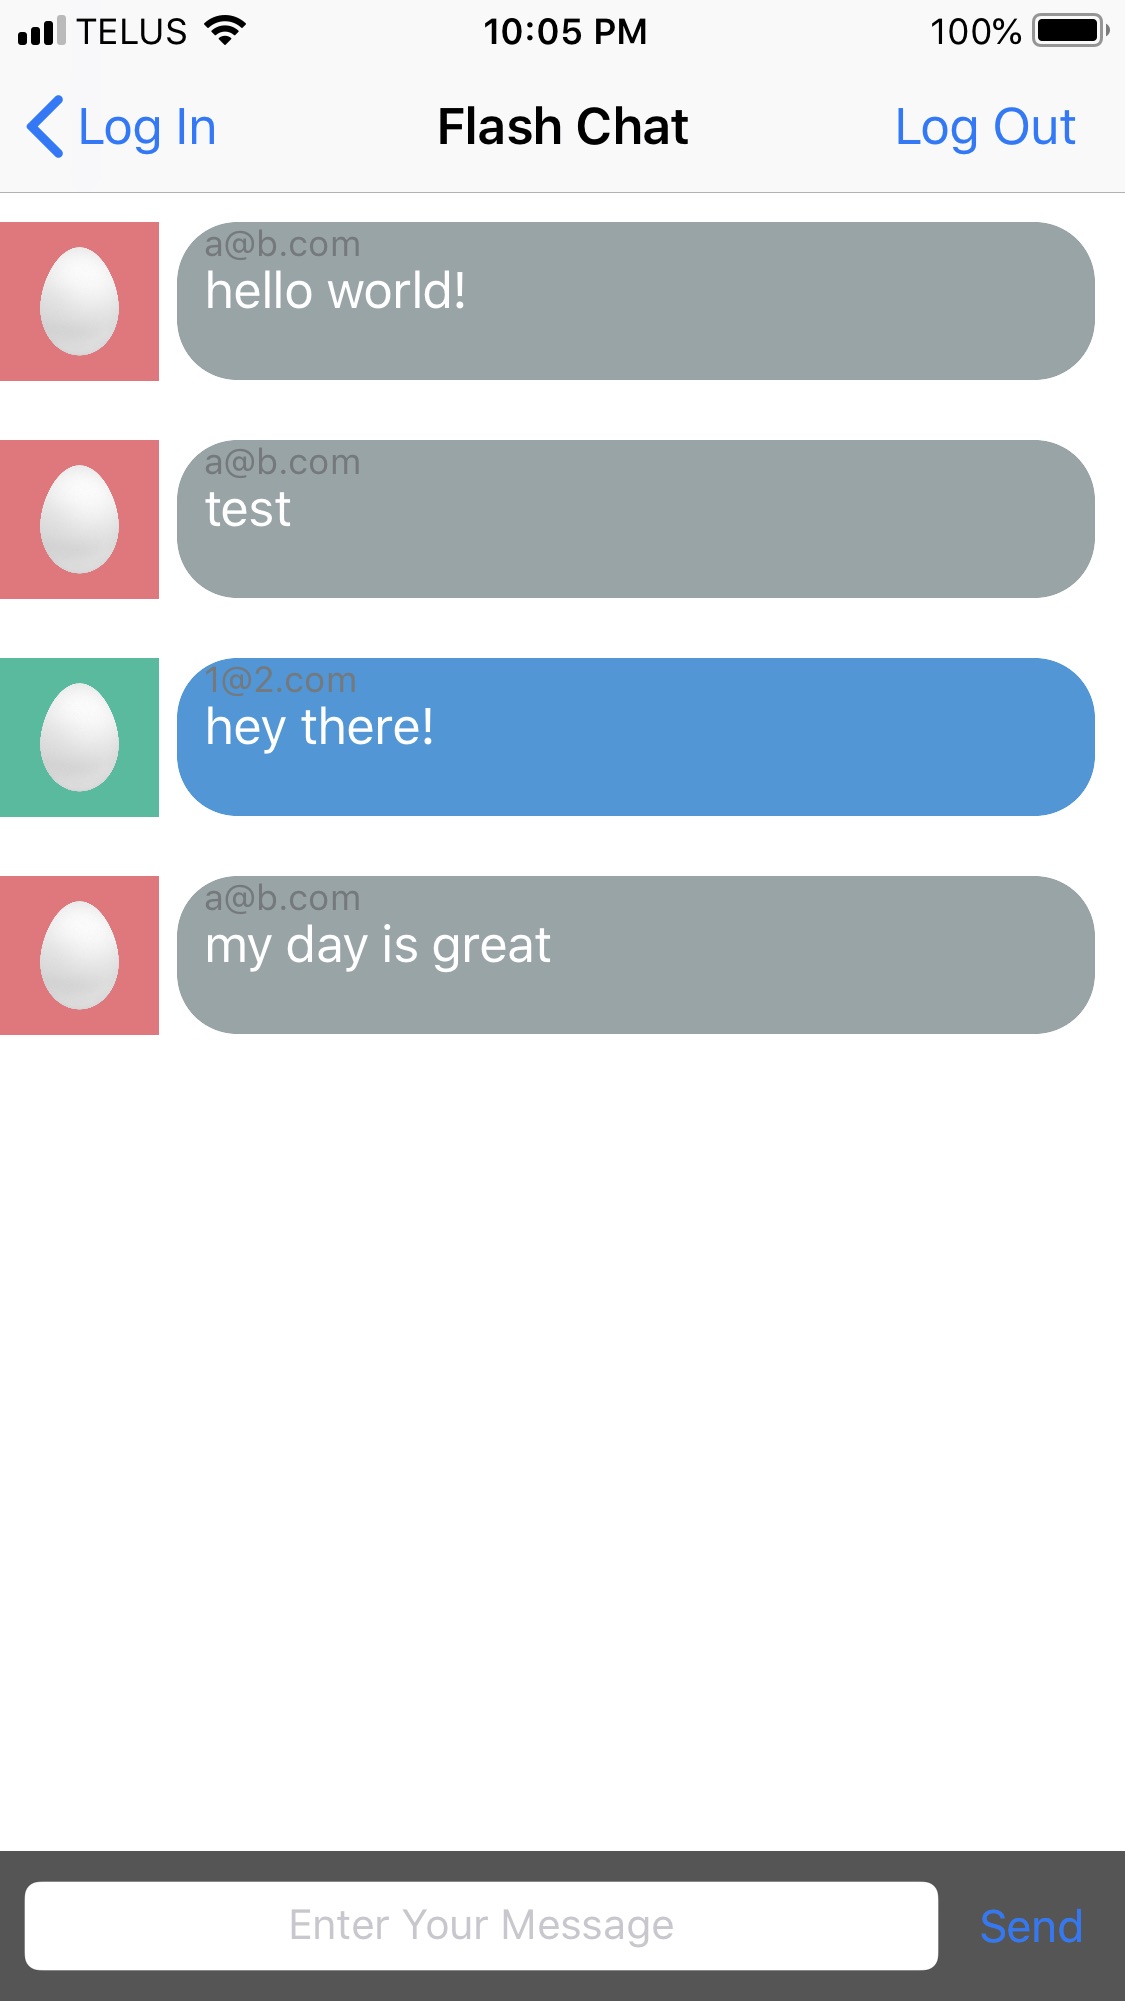 TELUS 10:05 PM 100%
Log In Flash Chat Log Out
a@b.com
hello world!
a@b.com
test
1@2.com
hey there!
a@b.com
my day is great
Enter Your Message Send